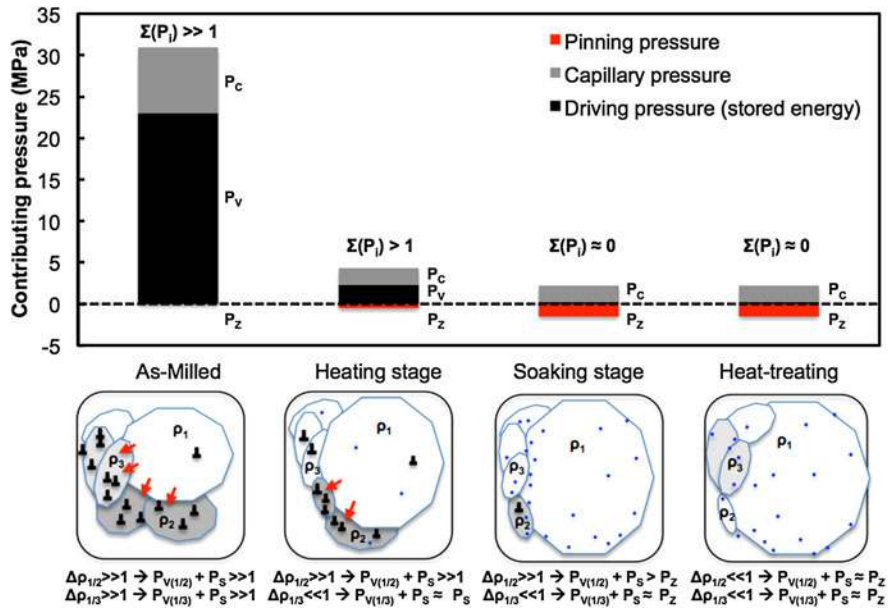 Σ(Pi) >> 1
Pinning pressure
Capillary pressure
Driving pressure (stored energy)
Contributing pressure (MPa)
35
30
25
20
15
10
5
0
-5
PC
PV
PZ
Σ(Pi) > 1
PC
PV
PZ
Σ(Pi) ≈ 0
PC
PZ
Σ(Pi) ≈ 0
PC
PZ
As-Milled
Heating stage
Soaking stage
Heat-treating
ρ1
ρ3
ρ2
ρ1
ρ3
ρ2
ρ1
ρ3
ρ2
ρ1
ρ3
ρ2
Δρ1/2>>1 → PV(1/2) + PS >>1
Δρ1/3>>1 → PV(1/3) + PS >>1
Δρ1/2>>1 → PV(1/2) + PS >>1
Δρ1/3<<1 → PV(1/3) + PS ≈ PS
Δρ1/2>>1 → PV(1/2) + PS > PZ
Δρ1/3<<1 → PV(1/3) + PS ≈ PZ
Δρ1/2<<1 → PV(1/2) + PS ≈ PZ
Δρ1/3<<1 → PV(1/3) + PS ≈ PZ